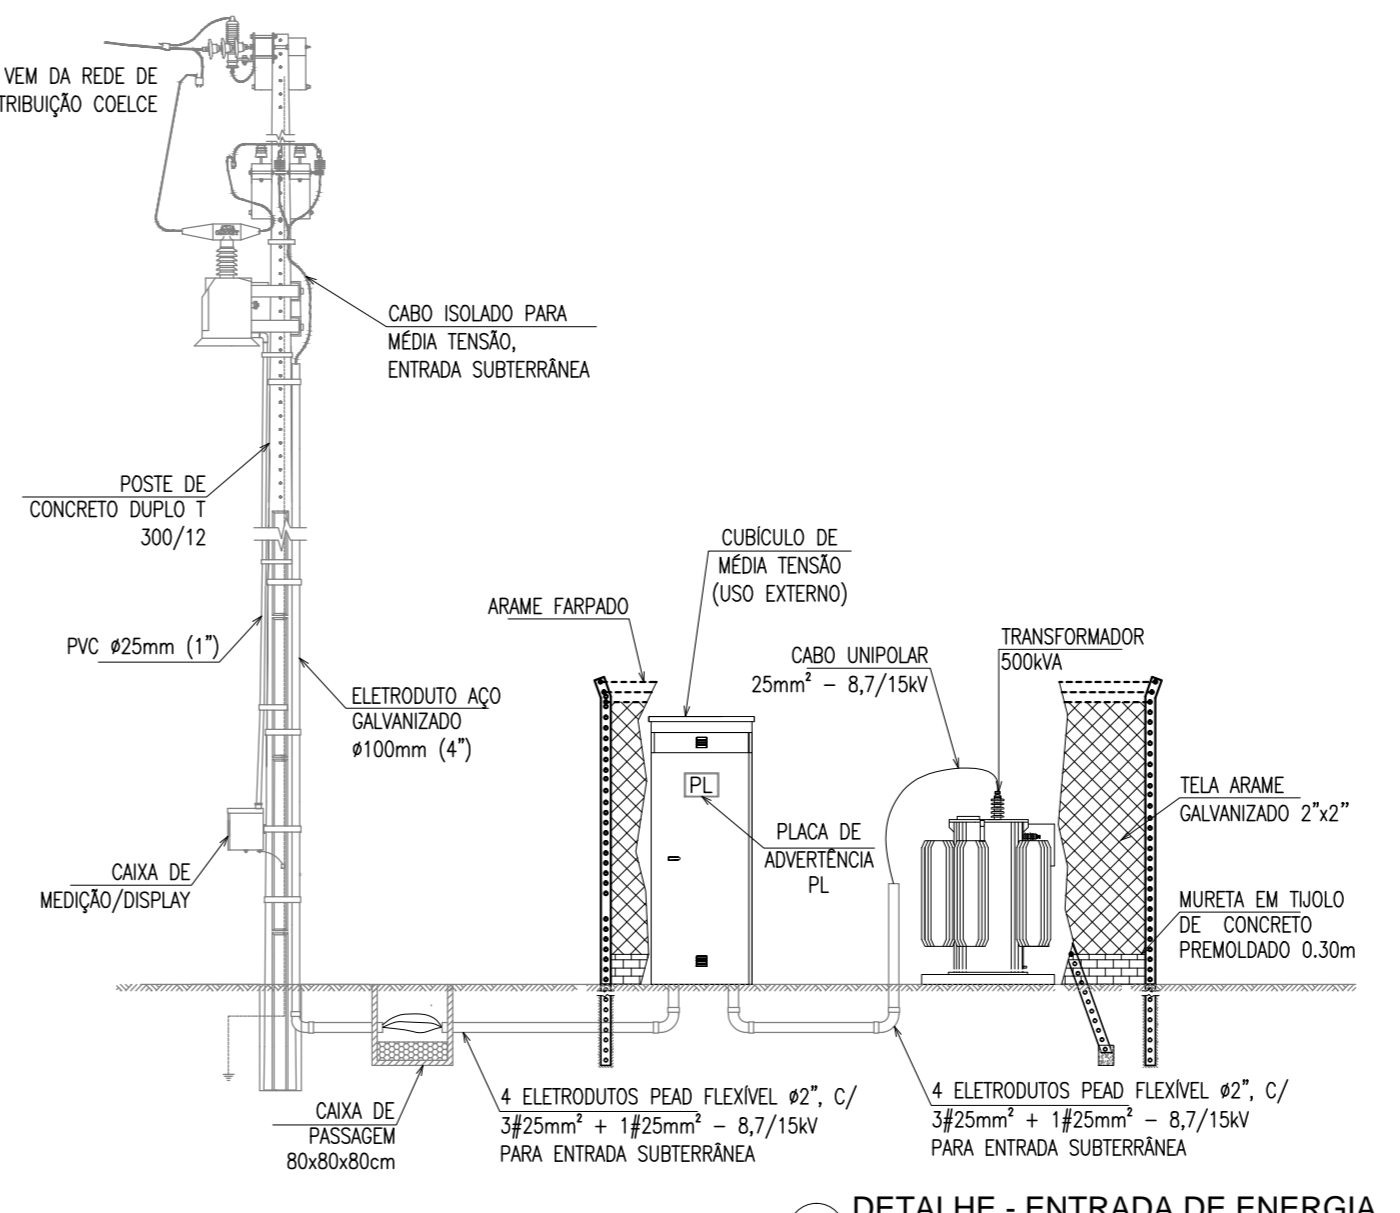 VEM DA REDE DE
TRIBUIÇÃO COELCE
CABO ISOLADO PARA
MÉDIA TENSÃO,
ENTRADA SUBTERRÂNEA
POSTE DE
CONCRETO DUPLO T
300/12
CUBÍCULO DE
MÉDIA TENSÃO
(USO EXTERNO)
ARAME FARPADO
PVC ø25mm (1")
CABO UNIPOLAR
25mm² – 8,7/15kV
TRANSFORMADOR
500kVA
ELETRODUTO AÇO
GALVANIZADO
ø100mm (4")
PL
TELA ARAME
GALVANIZADO 2"x2"
PLACA DE
ADVERTÊNCIA
PL
CAIXA DE
MEDIÇÃO/DISPLAY
MURETA EM TIJOLO
DE CONCRETO
PREMOLDADO 0.30m
CAIXA DE
PASSAGEM
80x80x80cm
4 ELETRODUTOS PEAD FLEXÍVEL ø2", C/
3#25mm² + 1#25mm² – 8,7/15kV
PARA ENTRADA SUBTERRÂNEA
4 ELETRODUTOS PEAD FLEXÍVEL ø2", C/
3#25mm² + 1#25mm² – 8,7/15kV
PARA ENTRADA SUBTERRÂNEA
DETALHE - ENTRADA DE ENERGIA